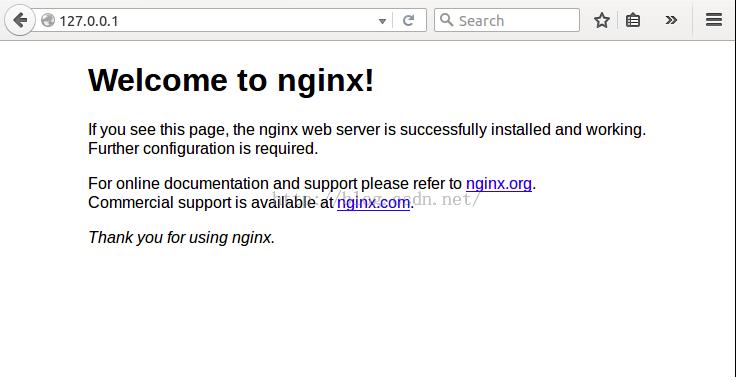 127.0.0.1
Search
Welcome to nginx!
If you see this page, the nginx web server is successfully installed and working.
Further configuration is required.
For online documentation and support please refer to nginx.org.
Commercial support is available at nginx.com.
http://blog.csdn.net/
Thank you for using nginx.